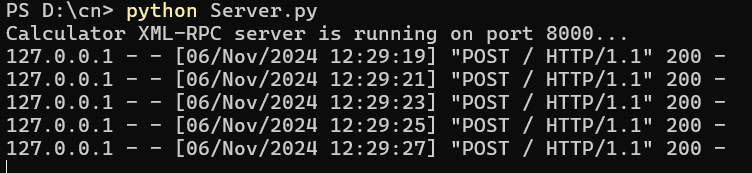 PS D:\cn> python Server.py
Calculator XML-RPC server is running on port 8000...
127.0.0.1 - - [06/Nov/2024 12:29:19] "POST / HTTP/1.1" 200 -
127.0.0.1 - - [06/Nov/2024 12:29:21] "POST / HTTP/1.1" 200 -
127.0.0.1 - - [06/Nov/2024 12:29:23] "POST / HTTP/1.1" 200 -
127.0.0.1 - - [06/Nov/2024 12:29:25] "POST / HTTP/1.1" 200 -
127.0.0.1 - - [06/Nov/2024 12:29:27] "POST / HTTP/1.1" 200 -